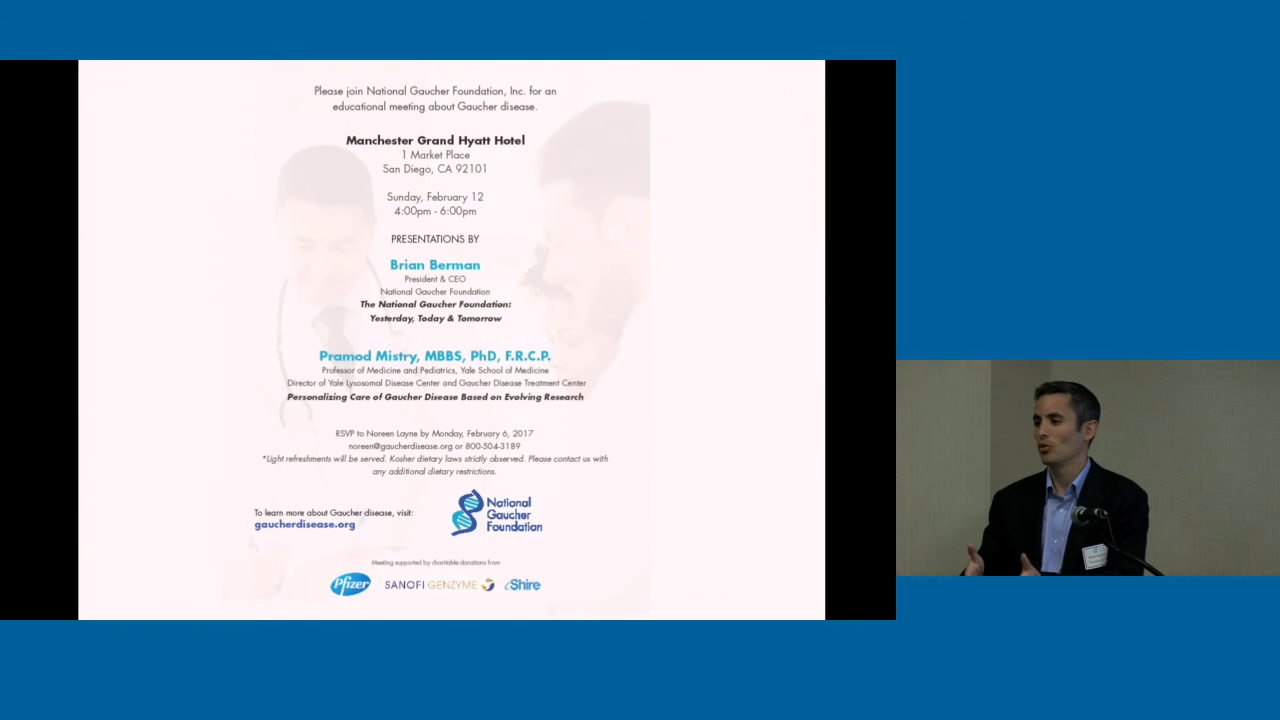 Please join National Gaucher Foundation, Inc. for an
educational meeting about Gaucher disease.
Manchester Grand Hyatt Hotel
1 Market Place
San Diego, CA 92101
Sunday, February 12
4:00pm - 6:00pm
PRESENTATIONS BY
Brian Berman
President & CEO
National Gaucher Foundation
The National Gaucher Foundation:
Yesterday, Today & Tomorrow
Pramod Mistry, MBBS, PhD, F.R.C.P.
Professor of Medicine and Pediatrics, Yale School of Medicine
Director of Yale Lysosomal Disease Center and Gaucher Disease Treatment Center
Personalizing Care of Gaucher Disease Based on Evolving Research
RSVP to Noreen Layne by Monday, February 6, 2017
noreen@gaucherdisease.org or 800-504-3189
*Light refreshments will be served. Kosher dietary laws strictly observed. Please contact us with
any additional dietary restrictions.
To learn more about Gaucher disease, visit:
gaucherdisease.org
National
Gaucher
Foundation
Meeting supported by charitable donations from
Pfizer SANOFI GENZYME Shire